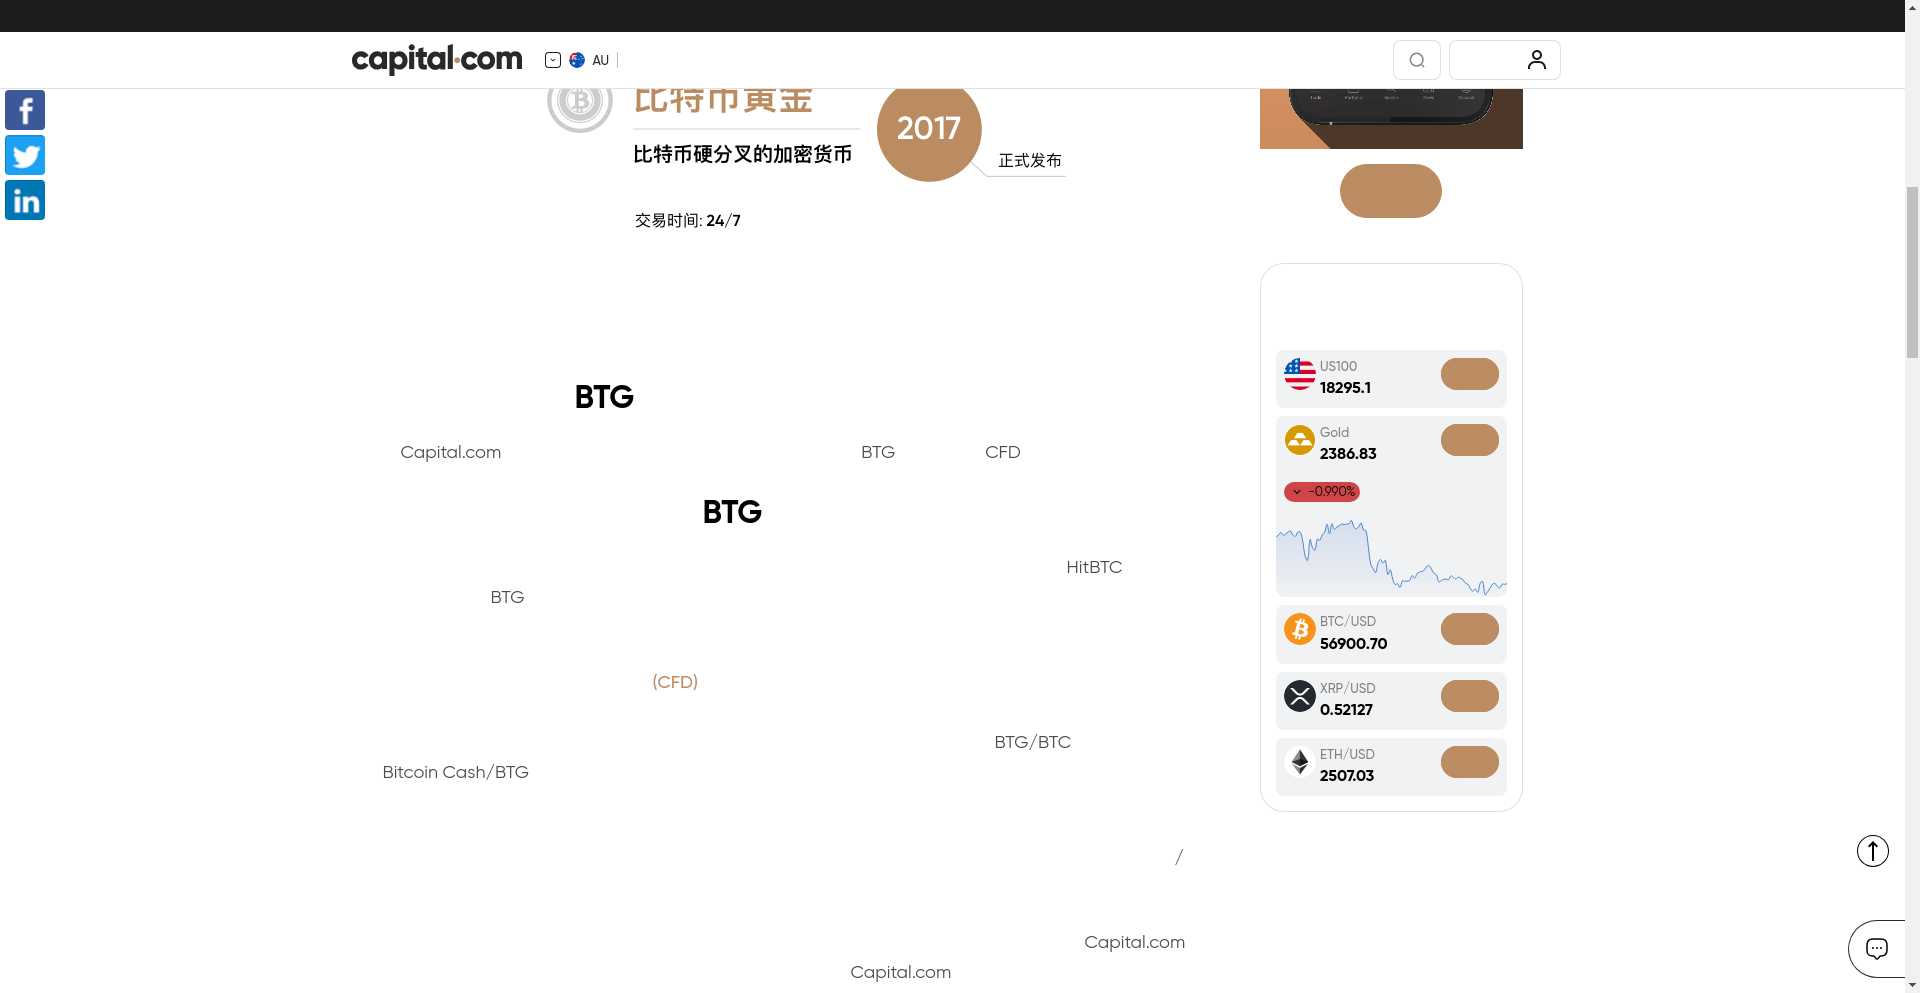 capital.com
AU
比特币黄金
2017
比特币硬分叉的加密货币
正式发布
交易时间: 24/7
BTG
Capital.com BTG CFD
BTG
HitBTC
BTG
(CFD)
BTG/BTC
Bitcoin Cash/BTG
/
Capital.com
Capital.com
US100
18295.1
Gold
2386.83
-0.990%
BTC/USD
56900.70
XRP/USD
0.52127
ETH/USD
2507.03